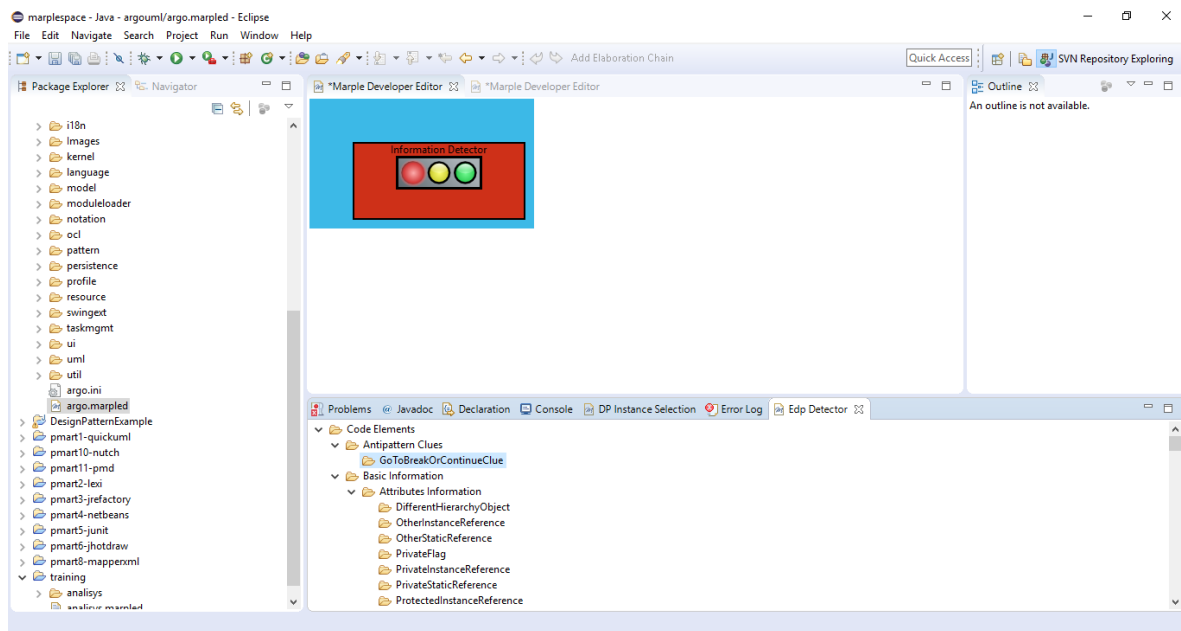 marplespace - Java - argouml/argo.marpled - Eclipse
File Edit Navigate Search Project Run Window Help
Add Elaboration Chain
Quick Access
SVN Repository Exploring
Package Explorer
Navigator
i18n
Images
kernel
language
model
moduleloader
notation
ocl
pattern
persistence
profile
resource
swingext
taskmgmt
ui
uml
util
argo.ini
argo.marpled
DesignPatternExample
pmart1-quickuml
pmart10-nutch
pmart11-pmd
pmart2-lexi
pmart3-jrefactory
pmart4-netbeans
pmart5-junit
pmart6-jhotdraw
pmart8-mapperxml
training
analisys
analisys.marpled
*Marple Developer Editor
*Marple Developer Editor
Information Detector
Outline
An outline is not available.
Problems
@ Javadoc
Declaration
Console
DP Instance Selection
Error Log
Edp Detector
Code Elements
Antipattern Clues
GoToBreakOrContinueClue
Basic Information
Attributes Information
DifferentHierarchyObject
OtherInstanceReference
OtherStaticReference
PrivateFlag
PrivateInstanceReference
PrivateStaticReference
ProtectedInstanceReference